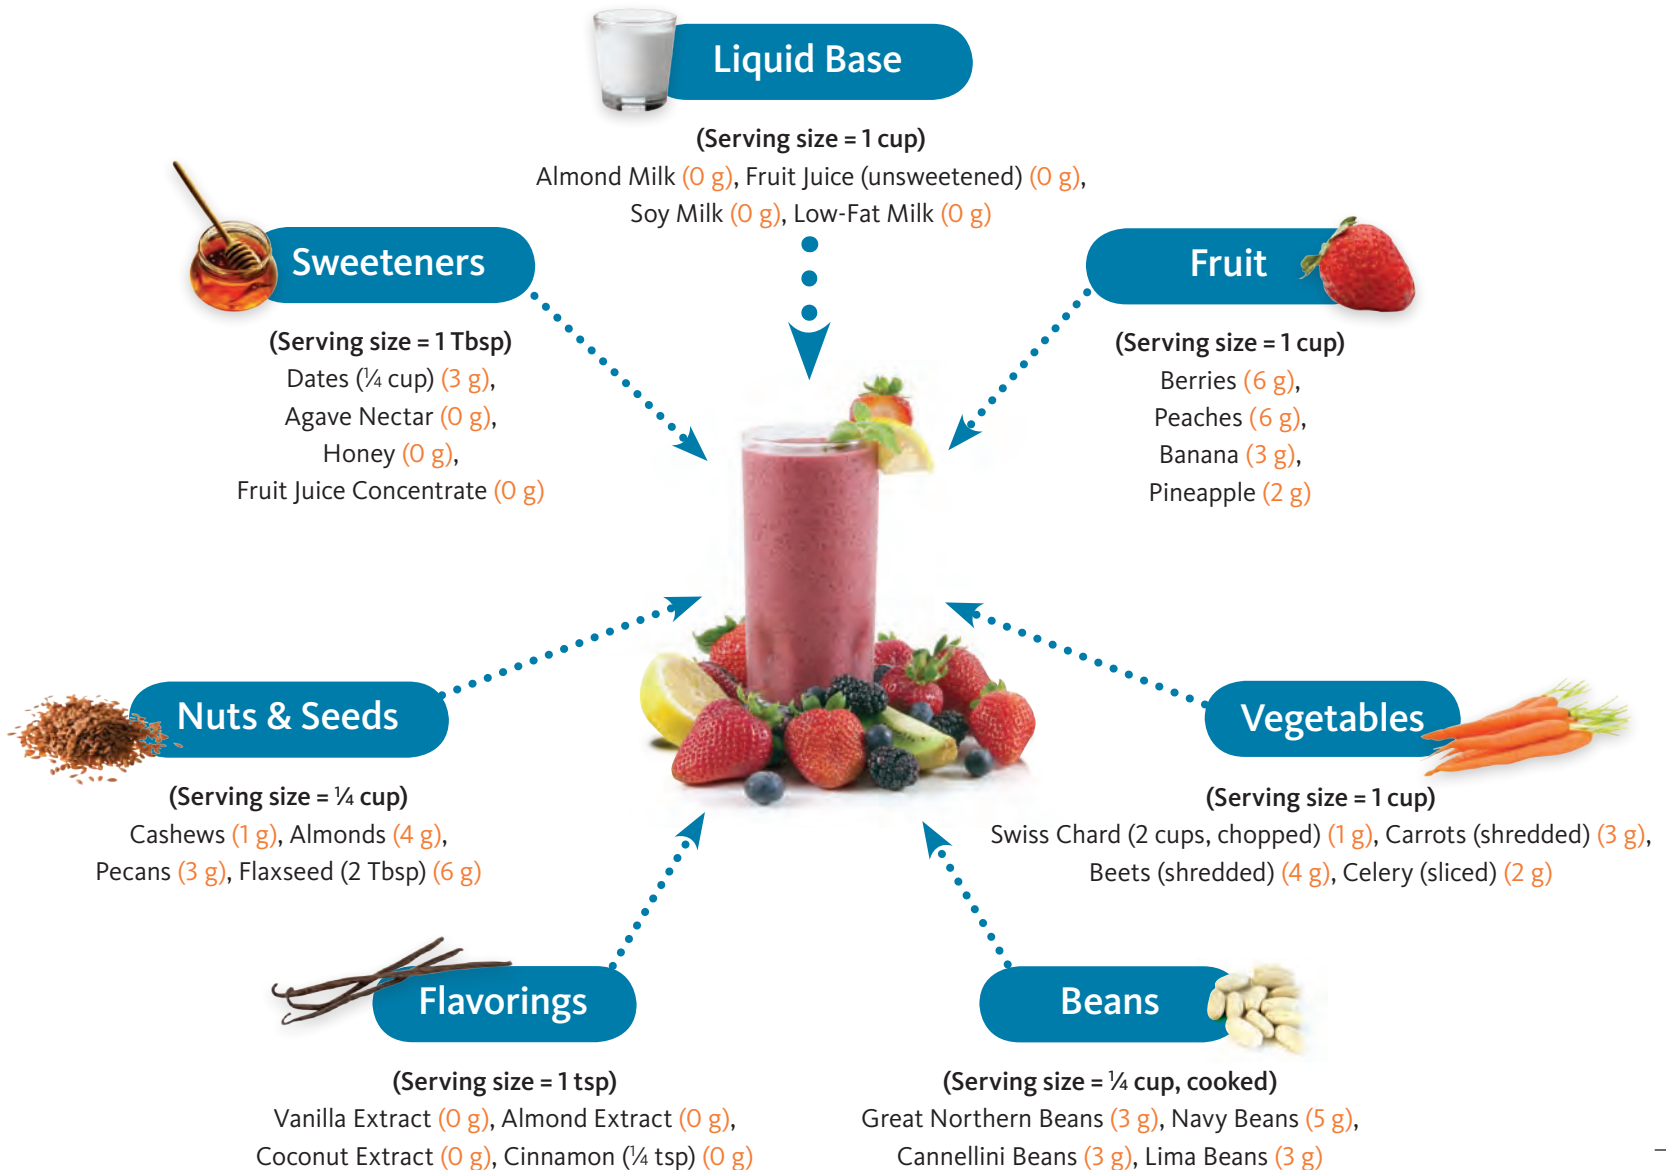 Liquid Base
(Serving size = 1 cup)
Almond Milk (0 g), Fruit Juice (unsweetened) (0 g),
Soy Milk (0 g), Low-Fat Milk (0 g)
Sweeteners
(Serving size = 1 Tbsp)
Dates (¼ cup) (3 g),
Agave Nectar (0 g),
Honey (0 g),
Fruit Juice Concentrate (0 g)
Fruit
(Serving size = 1 cup)
Berries (6 g),
Peaches (6 g),
Banana (3 g),
Pineapple (2 g)
Nuts & Seeds
(Serving size = ¼ cup)
Cashews (1 g), Almonds (4 g),
Pecans (3 g), Flaxseed (2 Tbsp) (6 g)
Vegetables
(Serving size = 1 cup)
Swiss Chard (2 cups, chopped) (1 g), Carrots (shredded) (3 g),
Beets (shredded) (4 g), Celery (sliced) (2 g)
Flavorings
(Serving size = 1 tsp)
Vanilla Extract (0 g), Almond Extract (0 g),
Coconut Extract (0 g), Cinnamon (¼ tsp) (0 g)
Beans
(Serving size = ¼ cup, cooked)
Great Northern Beans (3 g), Navy Beans (5 g),
Cannellini Beans (3 g), Lima Beans (3 g)